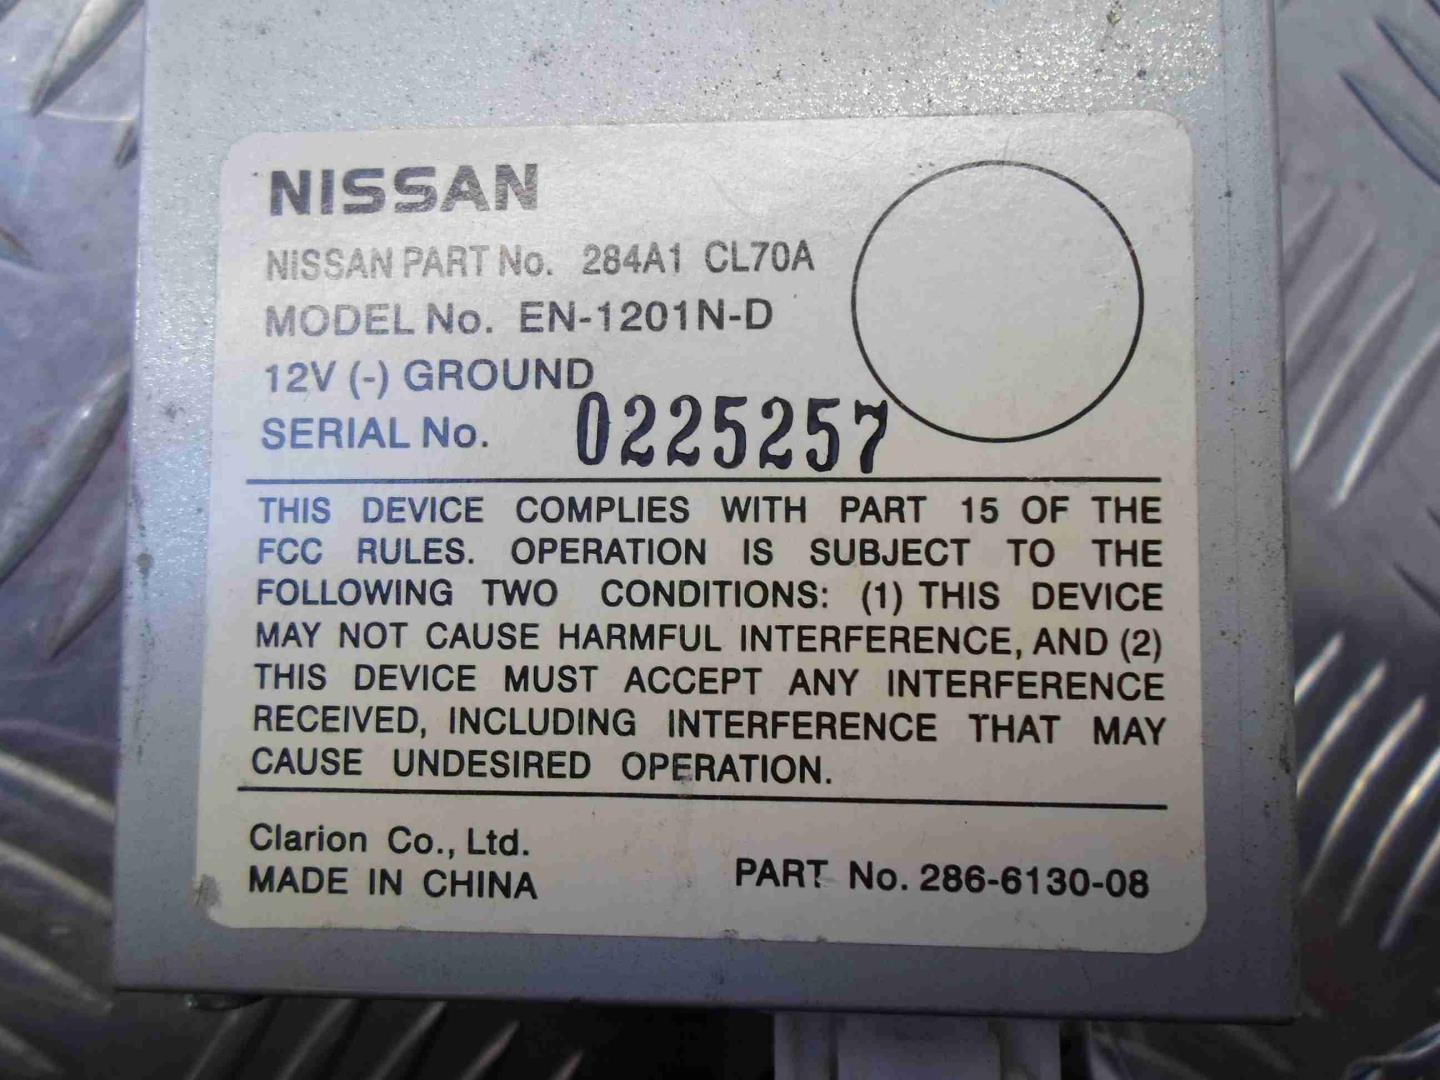 NISSAN
NISSAN PART No. 284A1 CL70A
MODEL No. EN-1201N-D
12V (-) GROUND
SERIAL No. 0225257
THIS DEVICE COMPLIES WITH PART 15 OF THE
FCC RULES. OPERATION IS SUBJECT TO THE
FOLLOWING TWO CONDITIONS: (1) THIS DEVICE
MAY NOT CAUSE HARMFUL INTERFERENCE, AND (2)
THIS DEVICE MUST ACCEPT ANY INTERFERENCE
RECEIVED, INCLUDING INTERFERENCE THAT MAY
CAUSE UNDESIRED OPERATION.
Clarion Co., Ltd.
MADE IN CHINA
PART No. 286-6130-08